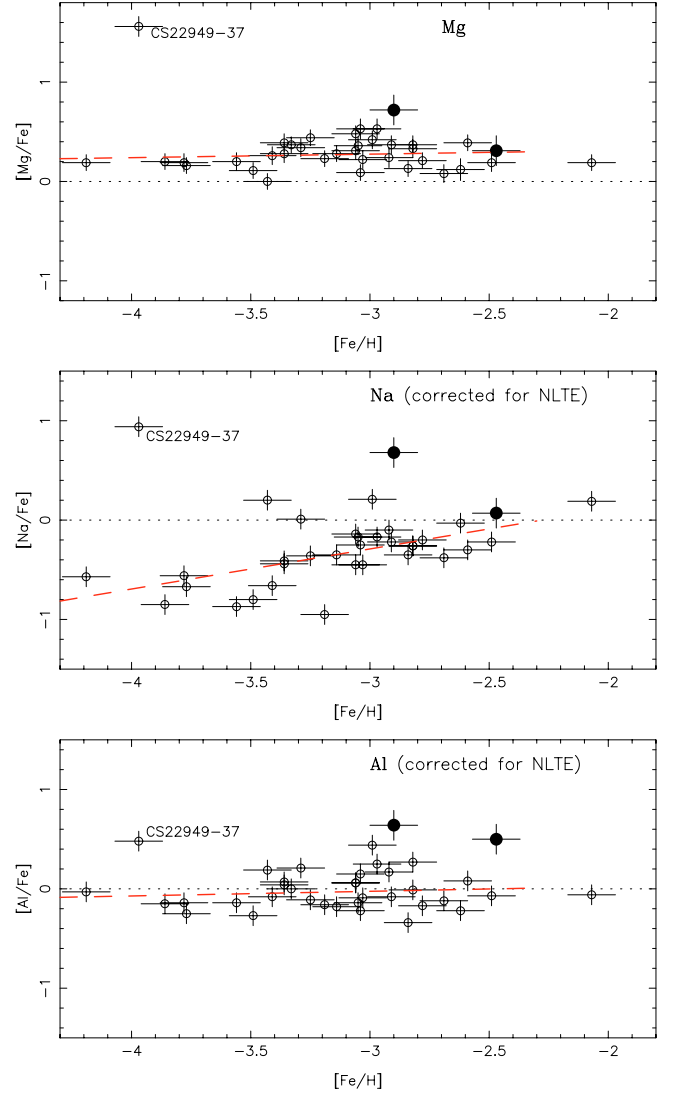 Mg
CS22949-37
[Mg/Fe]
1
0
−1
−4
−3.5
−3
−2.5
−2
[Fe/H]
Na (corrected for NLTE)
CS22949-37
[Na/Fe]
1
0
−1
−4
−3.5
−3
−2.5
−2
[Fe/H]
Al (corrected for NLTE)
CS22949-37
[Al/Fe]
1
0
−1
−4
−3.5
−3
−2.5
−2
[Fe/H]